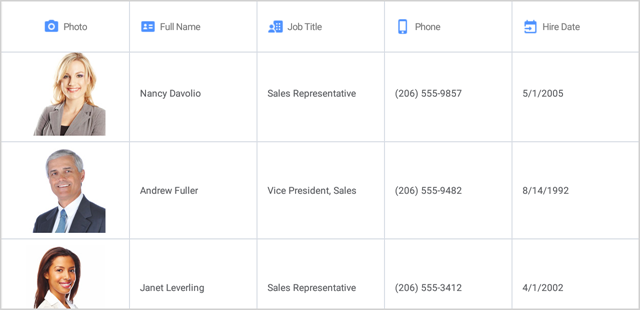 Photo Full Name Job Title Phone Hire Date
Nancy Davolio Sales Representative (206) 555-9857 5/1/2005
Andrew Fuller Vice President, Sales (206) 555-9482 8/14/1992
Janet Leverling Sales Representative (206) 555-3412 4/1/2002